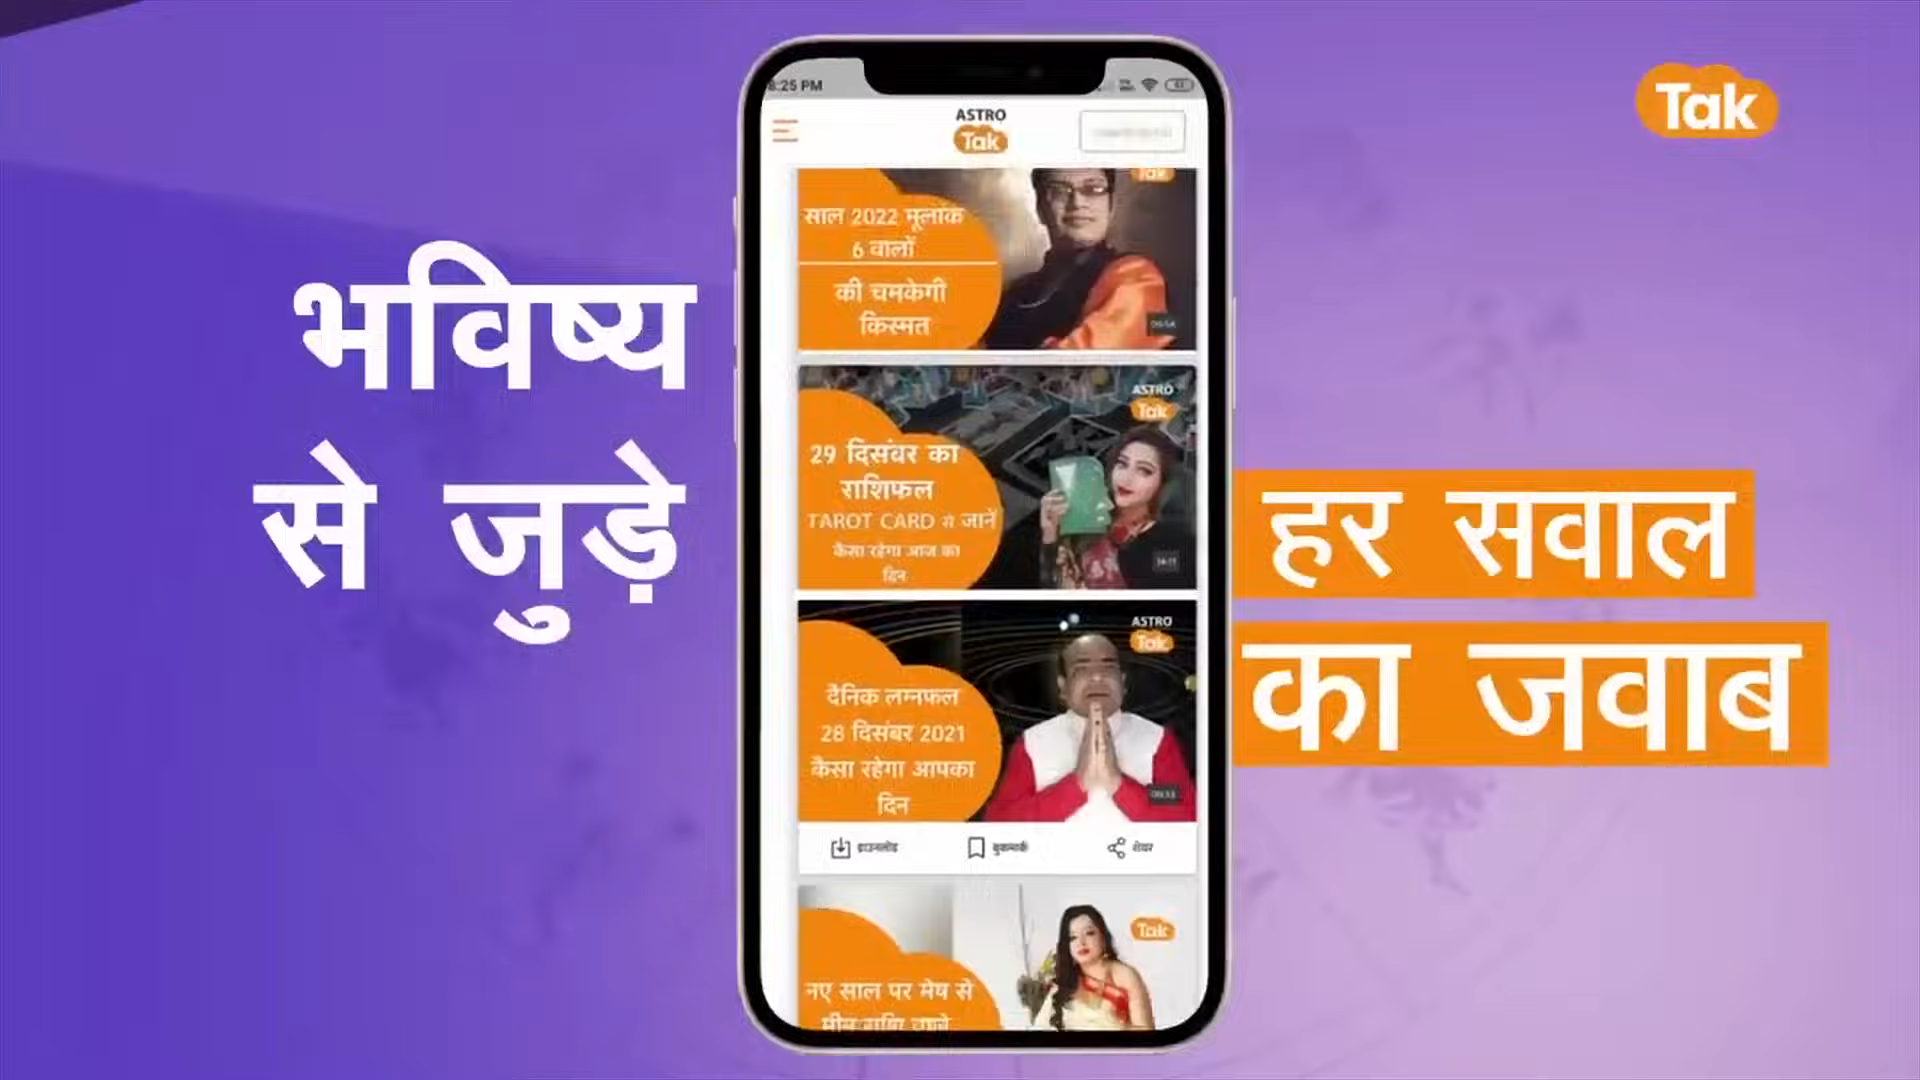 भविष्य
से जुड़े
8:25 PM
ASTRO
Tak
Tak
साल 2022 मूलांक
6 वालों
की चमकेगी
किस्मत
ASTRO
Tak
29 दिसंबर का
राशिफल
TAROT CARD से जानें
कैसा रहेगा आज का
दिन
ASTRO
Tak
दैनिक लग्नफल
28 दिसंबर 2021
कैसा रहेगा आपका
दिन
डाउनलोड बुकमार्क शेयर
Tak
नए साल पर मेष से
मीन राशि
Tak
हर सवाल
का जवाब